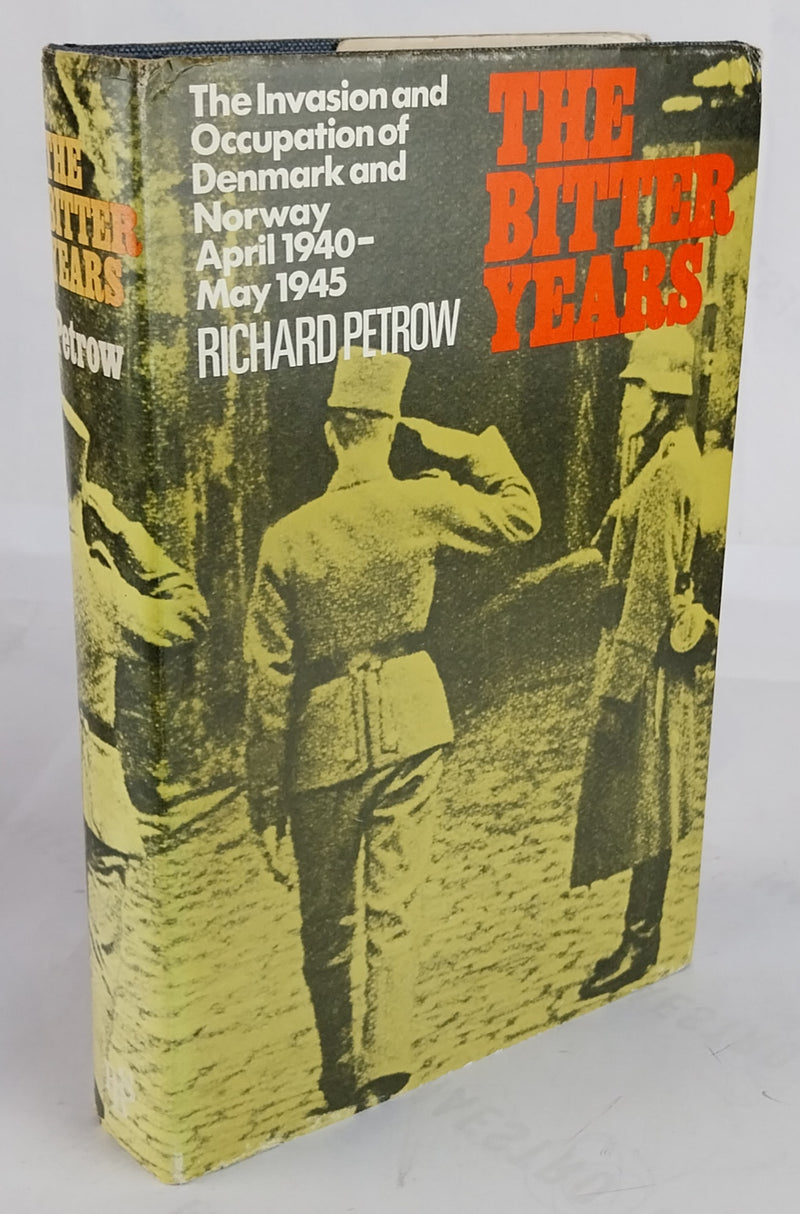 The Invasion and
Occupation of
Denmark and
Norway
April 1940–
May 1945
RICHARD PETROW
THE
BITTER
YEARS
THE
BITTER
YEARS
Petrow